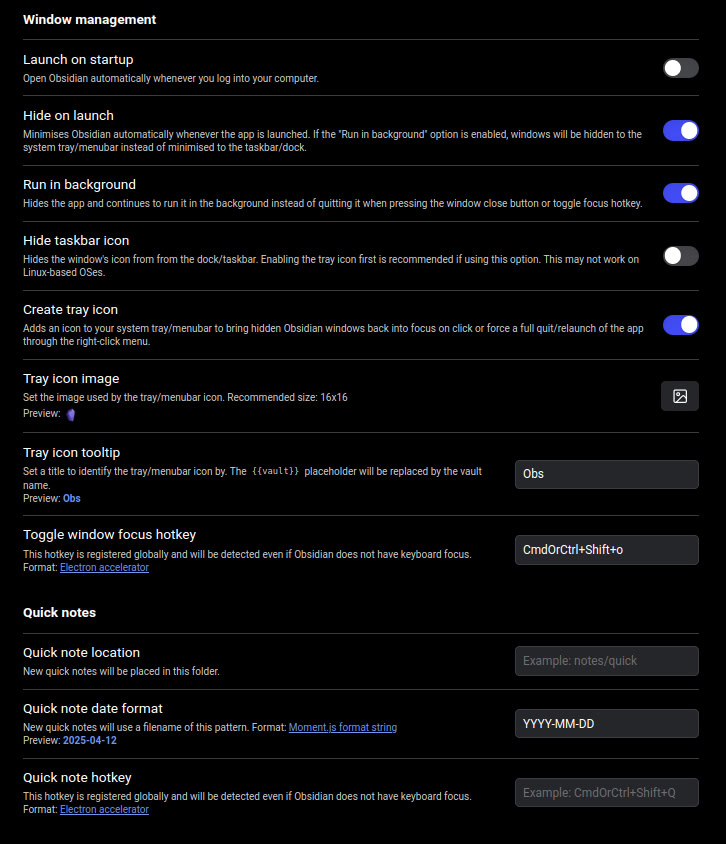 Window management
Launch on startup
Open Obsidian automatically whenever you log into your computer.
Hide on launch
Minimises Obsidian automatically whenever the app is launched. If the "Run in background" option is enabled, windows will be hidden to the
system tray/menubar instead of minimised to the taskbar/dock.
Run in background
Hides the app and continues to run it in the background instead of quitting it when pressing the window close button or toggle focus hotkey.
Hide taskbar icon
Hides the window's icon from from the dock/taskbar. Enabling the tray icon first is recommended if using this option. This may not work on
Linux-based OSes.
Create tray icon
Adds an icon to your system tray/menubar to bring hidden Obsidian windows back into focus on click or force a full quit/relaunch of the app
through the right-click menu.
Tray icon image
Set the image used by the tray/menubar icon. Recommended size: 16x16
Preview:
Tray icon tooltip
Set a title to identify the tray/menubar icon by. The {{vault}} placeholder will be replaced by the vault
name.
Preview: Obs
Obs
Toggle window focus hotkey
This hotkey is registered globally and will be detected even if Obsidian does not have keyboard focus.
Format: Electron accelerator
CmdOrCtrl+Shift+o
Quick notes
Quick note location
New quick notes will be placed in this folder.
Example: notes/quick
Quick note date format
New quick notes will use a filename of this pattern. Format: Moment.js format string
Preview: 2025-04-12
YYYY-MM-DD
Quick note hotkey
This hotkey is registered globally and will be detected even if Obsidian does not have keyboard focus.
Format: Electron accelerator
Example: CmdOrCtrl+Shift+Q